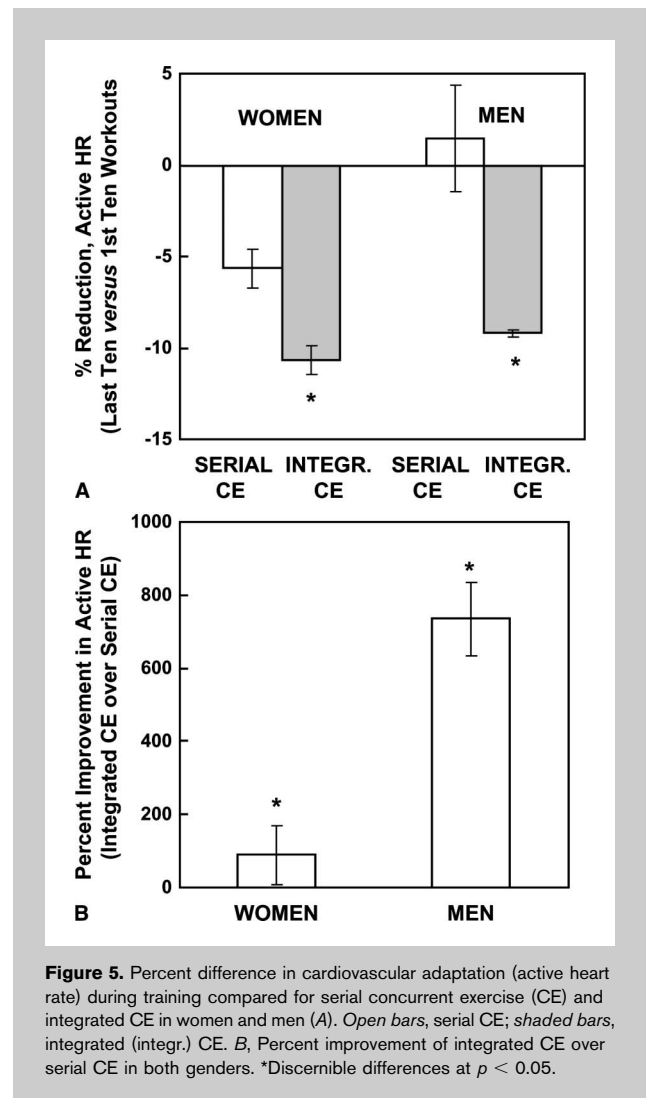 5
0
-5
-10
-15
% Reduction, Active HR
(Last Ten versus 1st Ten Workouts
WOMEN
MEN
*
*
SERIAL INTEGR. SERIAL INTEGR.
CE CE CE CE
A
1000
800
600
400
200
0
Percent Improvement in Active HR
(Integrated CE over Serial CE)
*
*
WOMEN MEN
B
Figure 5. Percent difference in cardiovascular adaptation (active heart
rate) during training compared for serial concurrent exercise (CE) and
integrated CE in women and men (A). Open bars, serial CE; shaded bars,
integrated (integr.) CE. B, Percent improvement of integrated CE over
serial CE in both genders. *Discernible differences at p < 0.05.